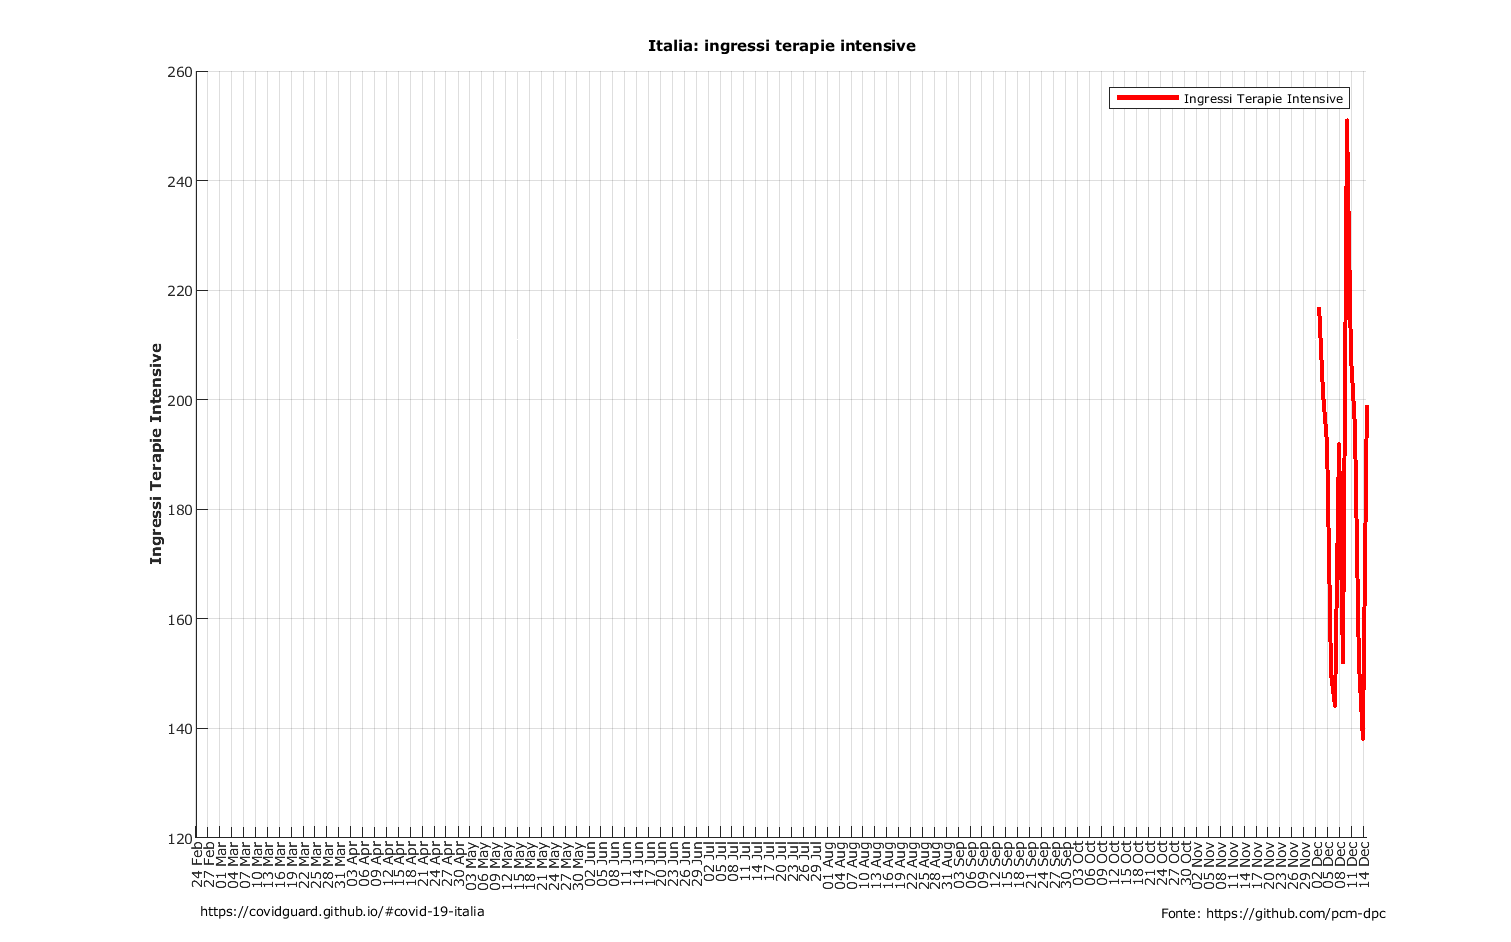 Italia: ingressi terapie intensive
Ingressi Terapie Intensive
Ingressi Terapie Intensive
260
240
220
200
180
160
140
120
24 Feb
27 Feb
01 Mar
04 Mar
07 Mar
10 Mar
13 Mar
16 Mar
19 Mar
22 Mar
25 Mar
28 Mar
31 Mar
03 Apr
06 Apr
09 Apr
12 Apr
15 Apr
18 Apr
21 Apr
24 Apr
27 Apr
30 Apr
03 May
06 May
09 May
12 May
15 May
18 May
21 May
24 May
27 May
30 May
02 Jun
05 Jun
08 Jun
11 Jun
14 Jun
17 Jun
20 Jun
23 Jun
26 Jun
29 Jun
02 Jul
05 Jul
08 Jul
11 Jul
14 Jul
17 Jul
20 Jul
23 Jul
26 Jul
29 Jul
01 Aug
04 Aug
07 Aug
10 Aug
13 Aug
16 Aug
19 Aug
22 Aug
25 Aug
28 Aug
31 Aug
03 Sep
06 Sep
09 Sep
12 Sep
15 Sep
18 Sep
21 Sep
24 Sep
27 Sep
30 Sep
03 Oct
06 Oct
09 Oct
12 Oct
15 Oct
18 Oct
21 Oct
24 Oct
27 Oct
30 Oct
02 Nov
05 Nov
08 Nov
11 Nov
14 Nov
17 Nov
20 Nov
23 Nov
26 Nov
29 Nov
02 Dec
05 Dec
08 Dec
11 Dec
14 Dec
https://covidguard.github.io/#covid-19-italia
Fonte: https://github.com/pcm-dpc